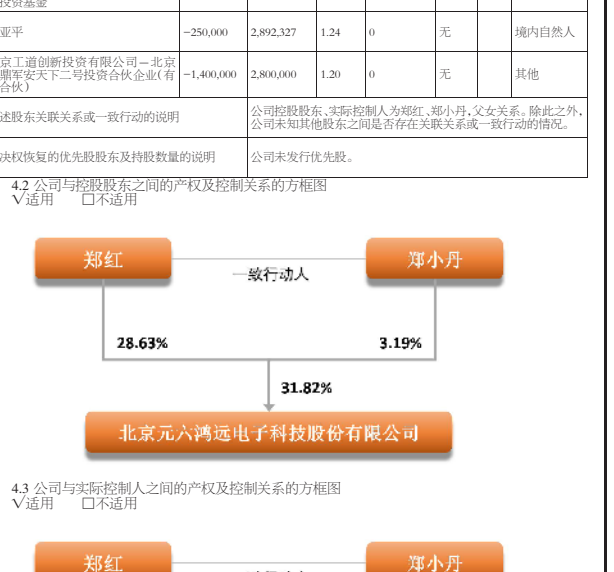 投资基金
亚平 −250,000 2,892,327 1.24 0 无 境内自然人
京工道创新投资有限公司—北京
鼎军安天下二号投资合伙企业(有
合伙) −1,400,000 2,800,000 1.20 0 无 其他
述股东关联关系或一致行动的说明
公司控股股东、实际控制人为郑红、郑小丹,父女关系。除此之外,
公司未知其他股东之间是否存在关联关系或一致行动的情况。
决权恢复的优先股股东及持股数量的说明
公司未发行优先股。
4.2 公司与控股股东之间的产权及控制关系的方框图
√适用 □不适用
郑红 郑小丹
一致行动人
28.63% 3.19%
31.82%
北京元六鸿远电子科技股份有限公司
4.3 公司与实际控制人之间的产权及控制关系的方框图
√适用 □不适用
郑红 郑小丹